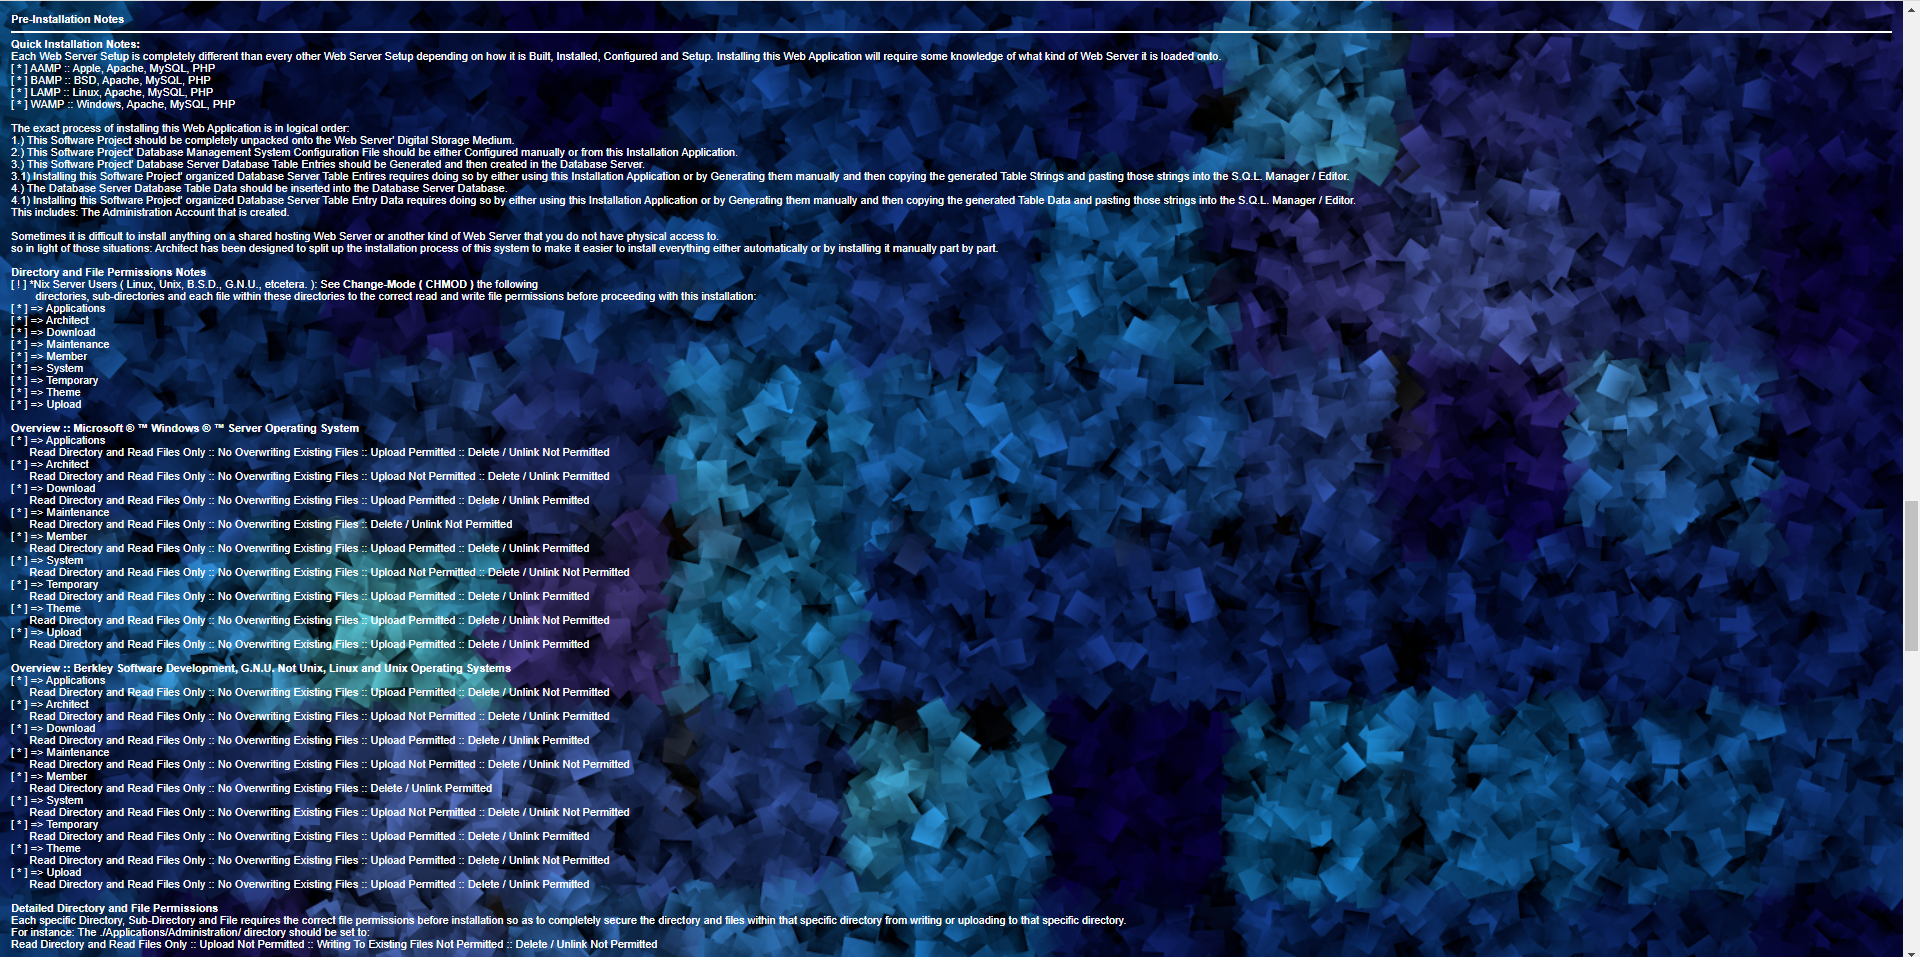 Pre-Installation Notes
Quick Installation Notes:
Each Web Server Setup is completely different than every other Web Server Setup depending on how it is Built, Installed, Configured and Setup. Installing this Web Application will require some knowledge of what kind of Web Server it is loaded onto.
[ * ] AAMP :: Apple, Apache, MySQL, PHP
[ * ] BAMP :: BSD, Apache, MySQL, PHP
[ * ] LAMP :: Linux, Apache, MySQL, PHP
[ * ] WAMP :: Windows, Apache, MySQL, PHP
The exact process of installing this Web Application is in logical order:
1.) This Software Project should be completely unpacked onto the Web Server' Digital Storage Medium.
2.) This Software Project' Database Management System Configuration File should be either Configured manually or from this Installation Application.
3.) This Software Project' Database Server Database Table Entries should be Generated and then created in the Database Server.
3.1) Installing this Software Project' organized Database Server Table Entires requires doing so by either using this Installation Application or by Generating them manually and then copying the generated Table Strings and pasting those strings into the S.Q.L. Manager / Editor.
4.) The Database Server Database Table Data should be inserted into the Database Server Database.
4.1) Installing this Software Project' organized Database Server Table Entry Data requires doing so by either using this Installation Application or by Generating them manually and then copying the generated Table Data and pasting those strings into the S.Q.L. Manager / Editor.
This includes: The Administration Account that is created.
Sometimes it is difficult to install anything on a shared hosting Web Server or another kind of Web Server that you do not have physical access to.
so in light of those situations: Architect has been designed to split up the installation process of this system to make it easier to install everything either automatically or by installing it manually part by part.
Directory and File Permissions Notes
[ ! ] *Nix Server Users ( Linux, Unix, B.S.D., G.N.U., etcetera. ): See Change-Mode ( CHMOD ) the following
directories, sub-directories and each file within these directories to the correct read and write file permissions before proceeding with this installation:
[ * ] => Applications
[ * ] => Architect
[ * ] => Download
[ * ] => Maintenance
[ * ] => Member
[ * ] => System
[ * ] => Temporary
[ * ] => Theme
[ * ] => Upload
Overview :: Microsoft ® ™ Windows ® ™ Server Operating System
[ * ] => Applications
Read Directory and Read Files Only :: No Overwriting Existing Files :: Upload Permitted :: Delete / Unlink Not Permitted
[ * ] => Architect
Read Directory and Read Files Only :: No Overwriting Existing Files :: Upload Not Permitted :: Delete / Unlink Permitted
[ * ] => Download
Read Directory and Read Files Only :: No Overwriting Existing Files :: Upload Permitted :: Delete / Unlink Permitted
[ * ] => Maintenance
Read Directory and Read Files Only :: No Overwriting Existing Files :: Delete / Unlink Not Permitted
[ * ] => Member
Read Directory and Read Files Only :: No Overwriting Existing Files :: Upload Permitted :: Delete / Unlink Permitted
[ * ] => System
Read Directory and Read Files Only :: No Overwriting Existing Files :: Upload Not Permitted :: Delete / Unlink Not Permitted
[ * ] => Temporary
Read Directory and Read Files Only :: No Overwriting Existing Files :: Upload Permitted :: Delete / Unlink Permitted
[ * ] => Theme
Read Directory and Read Files Only :: No Overwriting Existing Files :: Upload Permitted :: Delete / Unlink Not Permitted
[ * ] => Upload
Read Directory and Read Files Only :: No Overwriting Existing Files :: Upload Permitted :: Delete / Unlink Permitted
Overview :: Berkley Software Development, G.N.U. Not Unix, Linux and Unix Operating Systems
[ * ] => Applications
Read Directory and Read Files Only :: No Overwriting Existing Files :: Upload Permitted :: Delete / Unlink Not Permitted
[ * ] => Architect
Read Directory and Read Files Only :: No Overwriting Existing Files :: Upload Not Permitted :: Delete / Unlink Permitted
[ * ] => Download
Read Directory and Read Files Only :: No Overwriting Existing Files :: Upload Permitted :: Delete / Unlink Permitted
[ * ] => Maintenance
Read Directory and Read Files Only :: No Overwriting Existing Files :: Upload Not Permitted :: Delete / Unlink Not Permitted
[ * ] => Member
Read Directory and Read Files Only :: No Overwriting Existing Files :: Delete / Unlink Permitted
[ * ] => System
Read Directory and Read Files Only :: No Overwriting Existing Files :: Upload Not Permitted :: Delete / Unlink Not Permitted
[ * ] => Temporary
Read Directory and Read Files Only :: No Overwriting Existing Files :: Upload Permitted :: Delete / Unlink Permitted
[ * ] => Theme
Read Directory and Read Files Only :: No Overwriting Existing Files :: Upload Permitted :: Delete / Unlink Not Permitted
[ * ] => Upload
Read Directory and Read Files Only :: No Overwriting Existing Files :: Upload Permitted :: Delete / Unlink Permitted
Detailed Directory and File Permissions
Each specific Directory, Sub-Directory and File requires the correct file permissions before installation so as to completely secure the directory and files within that specific directory from writing or uploading to that specific directory.
For instance: The ./Applications/Administration/ directory should be set to:
Read Directory and Read Files Only :: Upload Not Permitted :: Writing To Existing Files Not Permitted :: Delete / Unlink Not Permitted